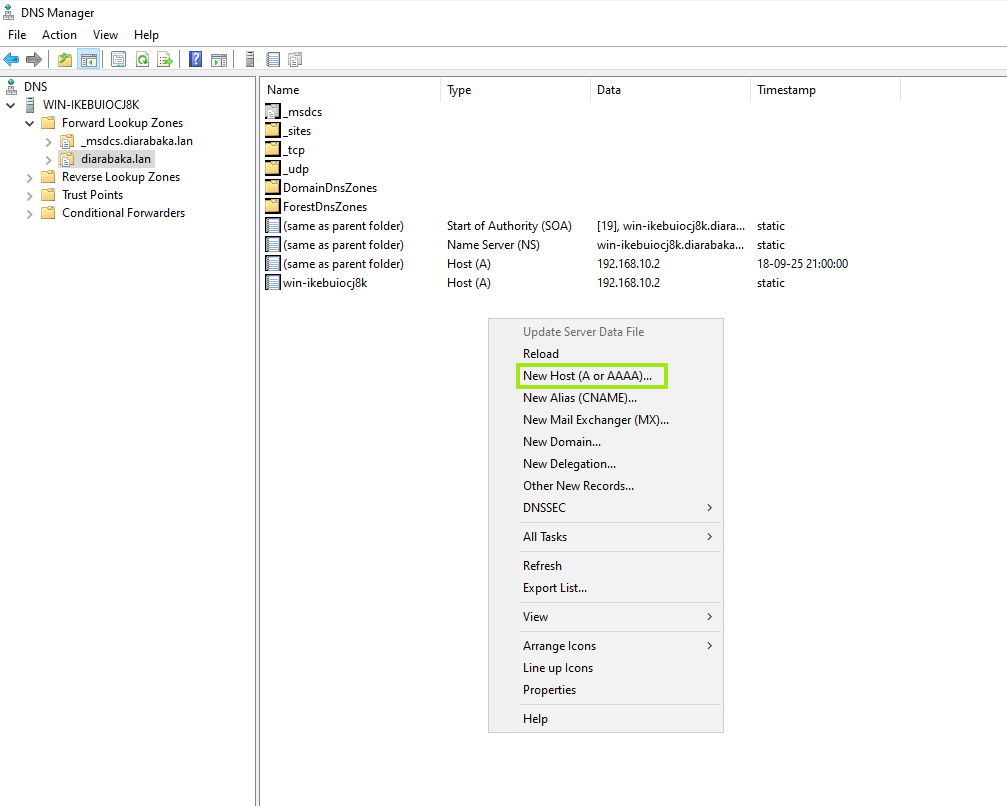 DNS Manager
File Action View Help
DNS
WIN-IKEBUIOCJ8K
Forward Lookup Zones
_msdcs.diarabaka.lan
diarabaka.lan
Reverse Lookup Zones
Trust Points
Conditional Forwarders
Name Type Data Timestamp
_msdcs
_sites
_tcp
_udp
DomainDnsZones
ForestDnsZones
(same as parent folder) Start of Authority (SOA) [19], win-ikebuiocj8k.diara... static
(same as parent folder) Name Server (NS) win-ikebuiocj8k.diarabaka... static
(same as parent folder) Host (A) 192.168.10.2 18-09-25 21:00:00
win-ikebuiocj8k Host (A) 192.168.10.2 static
Update Server Data File
Reload
New Host (A or AAAA)...
New Alias (CNAME)...
New Mail Exchanger (MX)...
New Domain...
New Delegation...
Other New Records...
DNSSEC
All Tasks
Refresh
Export List...
View
Arrange Icons
Line up Icons
Properties
Help